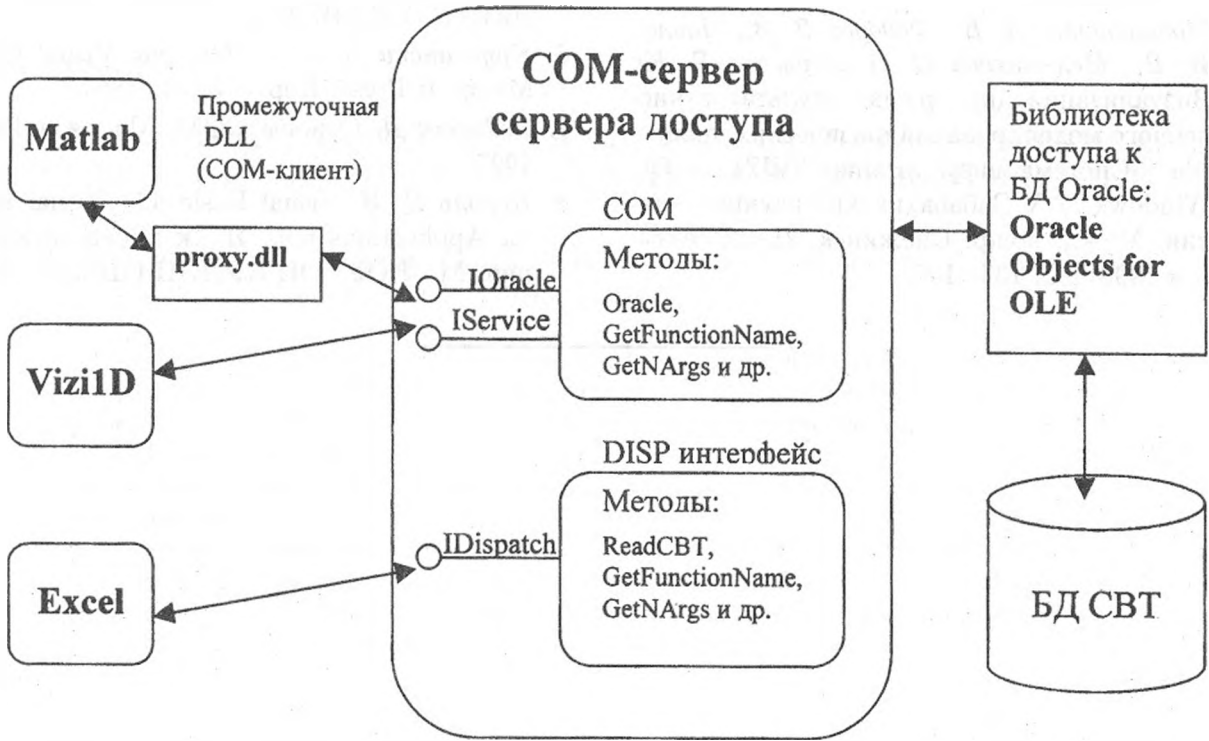 COM-сервер
сервера доступа
Matlab
Промежуточная
DLL
(COM-клиент)
proxy.dll
Vizi1D
Excel
IOracle
IService
IDispatch
COM
Методы:
Oracle,
GetFunctionName,
GetNArgs и др.
DISP интерфейс
Методы:
ReadCBT,
GetFunctionName,
GetNArgs и др.
Библиотека
доступа к
БД Oracle:
Oracle
Objects for
OLE
БД СВТ